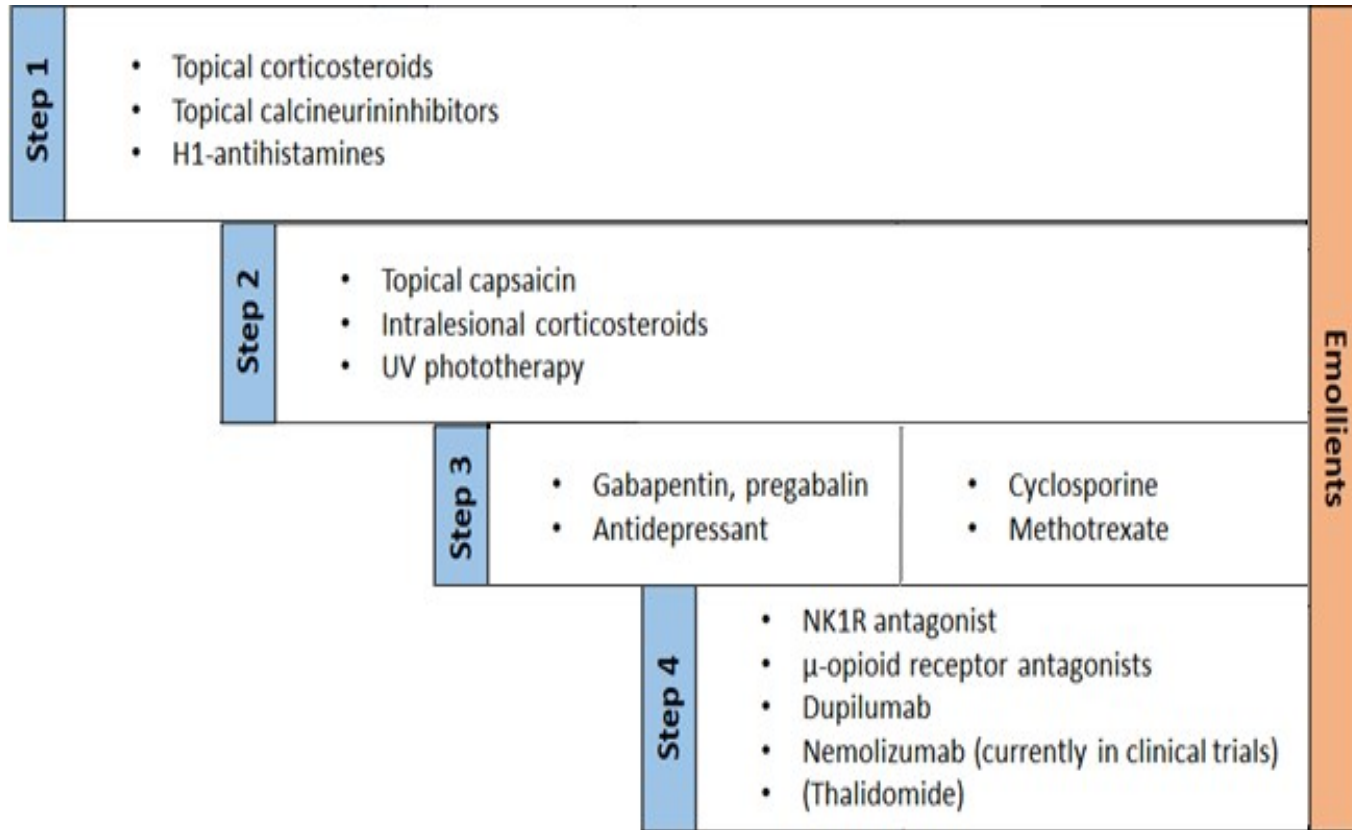 Step 1
• Topical corticosteroids
• Topical calcineurininhibitors
• H1-antihistamines
Step 2
• Topical capsaicin
• Intralesional corticosteroids
• UV phototherapy
Step 3
• Gabapentin, pregabalin
• Antidepressant
• Cyclosporine
• Methotrexate
Step 4
• NK1R antagonist
• μ-opioid receptor antagonists
• Dupilumab
• Nemolizumab (currently in clinical trials)
• (Thalidomide)
Emollients